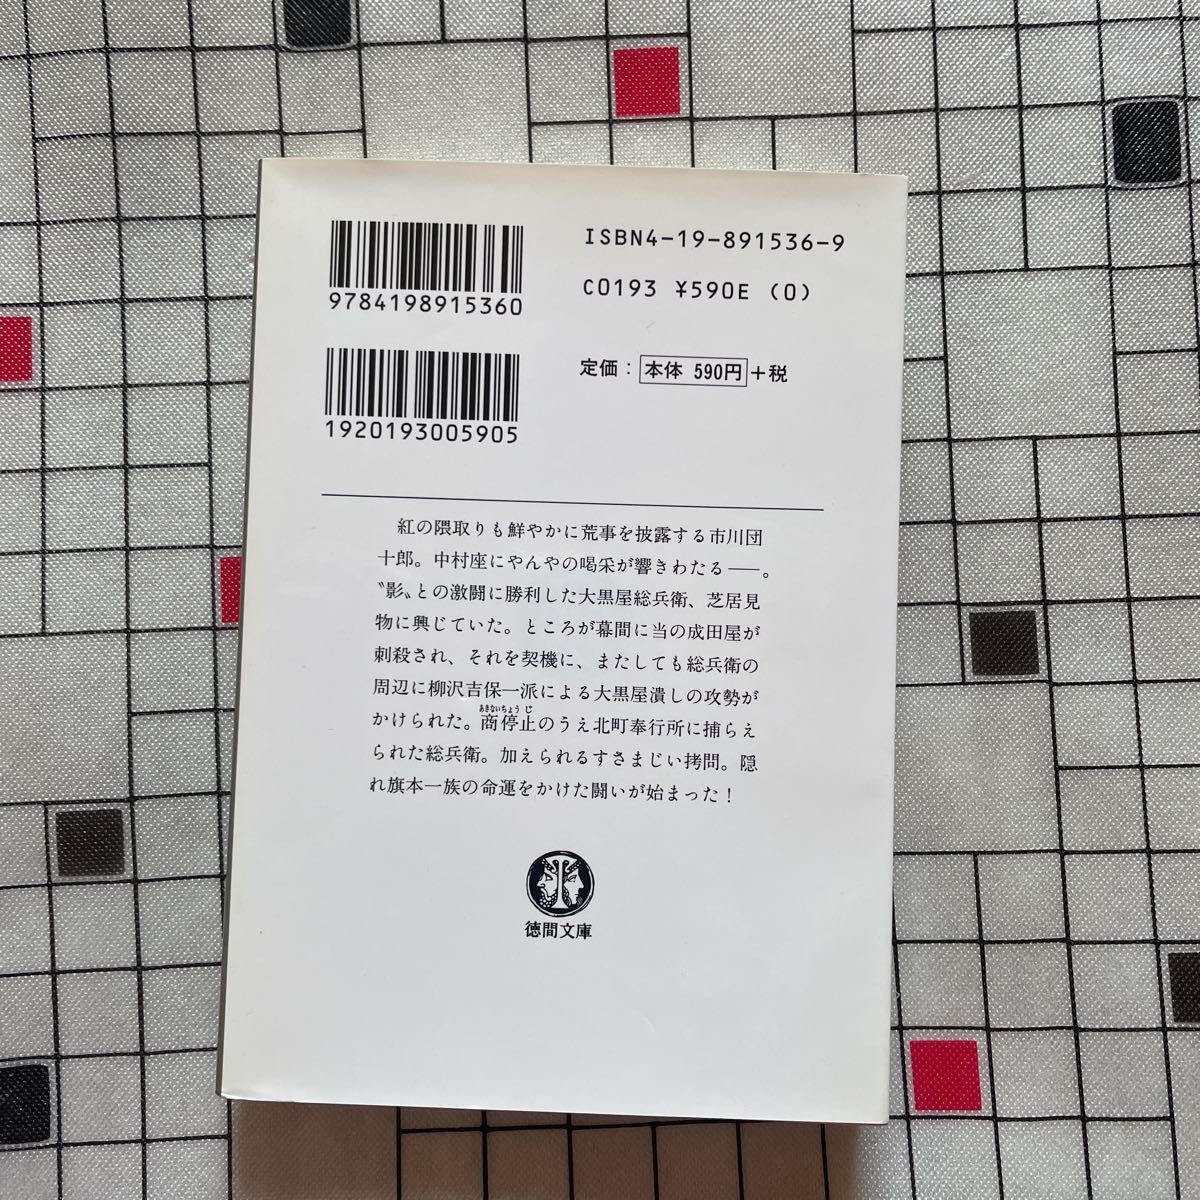 ISBN4-19-891536-9
9784198915360
C0193 ¥590E (0)
定価：本体 590円＋税
1920193005905
紅の隈取りも鮮やかに荒事を披露する市川団
十郎。中村座にやんやの喝采が響きわたる――。
〝影〟との激闘に勝利した大黒屋総兵衛、芝居見
物に興じていた。ところが幕間に当の成田屋が
刺殺され、それを契機に、またしても総兵衛の
周辺に柳沢吉保一派による大黒屋潰しの攻勢が
あきないちょうじ
かけられた。商停止のうえ北町奉行所に捕らえ
られた総兵衛。加えられるすさまじい拷問。隠
れ旗本一族の命運をかけた闘いが始まった！
徳間文庫